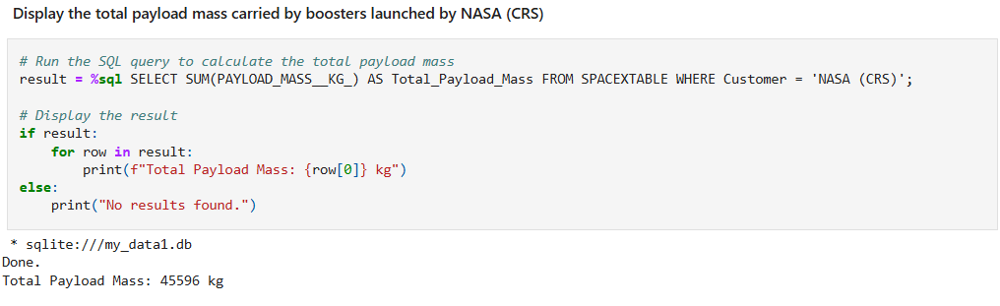 Display the total payload mass carried by boosters launched by NASA (CRS)
# Run the SQL query to calculate the total payload mass
result = %sql SELECT SUM(PAYLOAD_MASS__KG_) AS Total_Payload_Mass FROM SPACEXTABLE WHERE Customer = 'NASA (CRS)';
# Display the result
if result:
    for row in result:
        print(f"Total Payload Mass: {row[0]} kg")
else:
    print("No results found.")
* sqlite:///my_data1.db
Done.
Total Payload Mass: 45596 kg